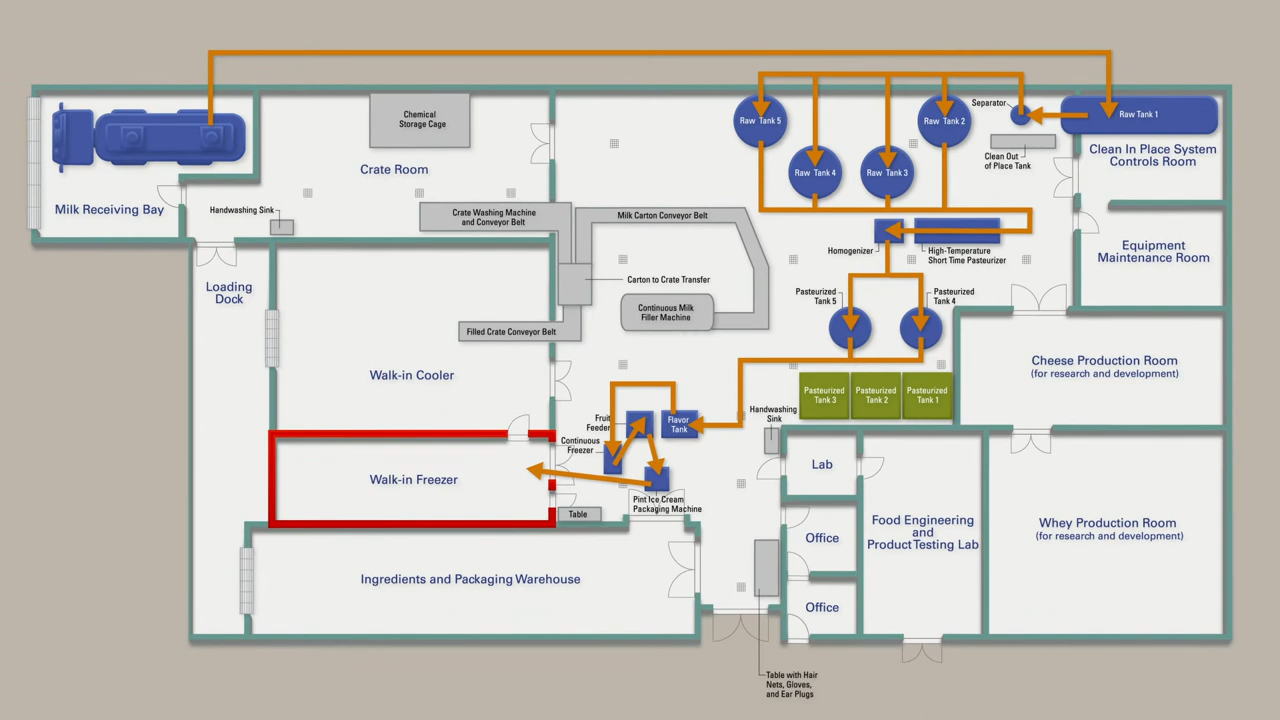 Chemical
Storage Cage
Separator
Raw Tank 1
Raw Tank 5
Raw Tank 2
Clean Out
of Place Tank
Clean In Place System
Controls Room
Crate Room
Raw Tank 4
Raw Tank 3
Milk Receiving Bay
Handwashing Sink
Crate Washing Machine
and Conveyor Belt
Milk Carton Conveyor Belt
Homogenizer
High-Temperature
Short Time Pasteurizer
Equipment
Maintenance Room
Loading
Dock
Carton to Crate Transfer
Pasteurized
Tank 5
Pasteurized
Tank 4
Continuous Milk
Filler Machine
Filled Crate Conveyor Belt
Walk-in Cooler
Cheese Production Room
(for research and development)
Pasteurized
Tank 3
Pasteurized
Tank 2
Pasteurized
Tank 1
Handwashing
Sink
Fruit
Feeder
Flavor
Tank
Continuous
Freezer
Walk-in Freezer
Lab
Pint Ice Cream
Packaging Machine
Table
Food Engineering
and
Product Testing Lab
Whey Production Room
(for research and development)
Office
Ingredients and Packaging Warehouse
Office
Table with Hair
Nets, Gloves,
and Ear Plugs